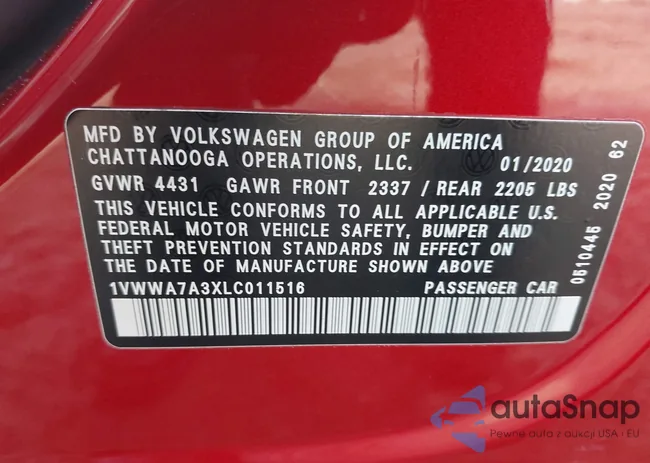 MFD BY VOLKSWAGEN GROUP OF AMERICA
CHATTANOOGA OPERATIONS, LLC. 01/2020
GVWR 4431 GAWR FRONT 2337 / REAR 2205 LBS
THIS VEHICLE CONFORMS TO ALL APPLICABLE U.S.
FEDERAL MOTOR VEHICLE SAFETY, BUMPER AND
THEFT PREVENTION STANDARDS IN EFFECT ON
THE DATE OF MANUFACTURE SHOWN ABOVE
1VWWA7A3XLC011516 PASSENGER CAR
0510445 2020 62
autaSnap
Pewne auta z aukcji USA i EU